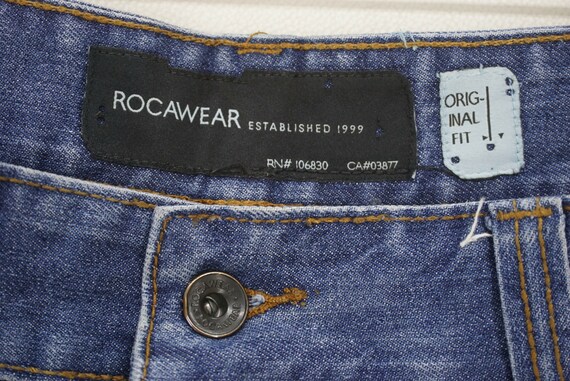 ROCAWEAR ESTABLISHED 1999
RN# 106830 CA#03877
ORIG-
INAL
FIT